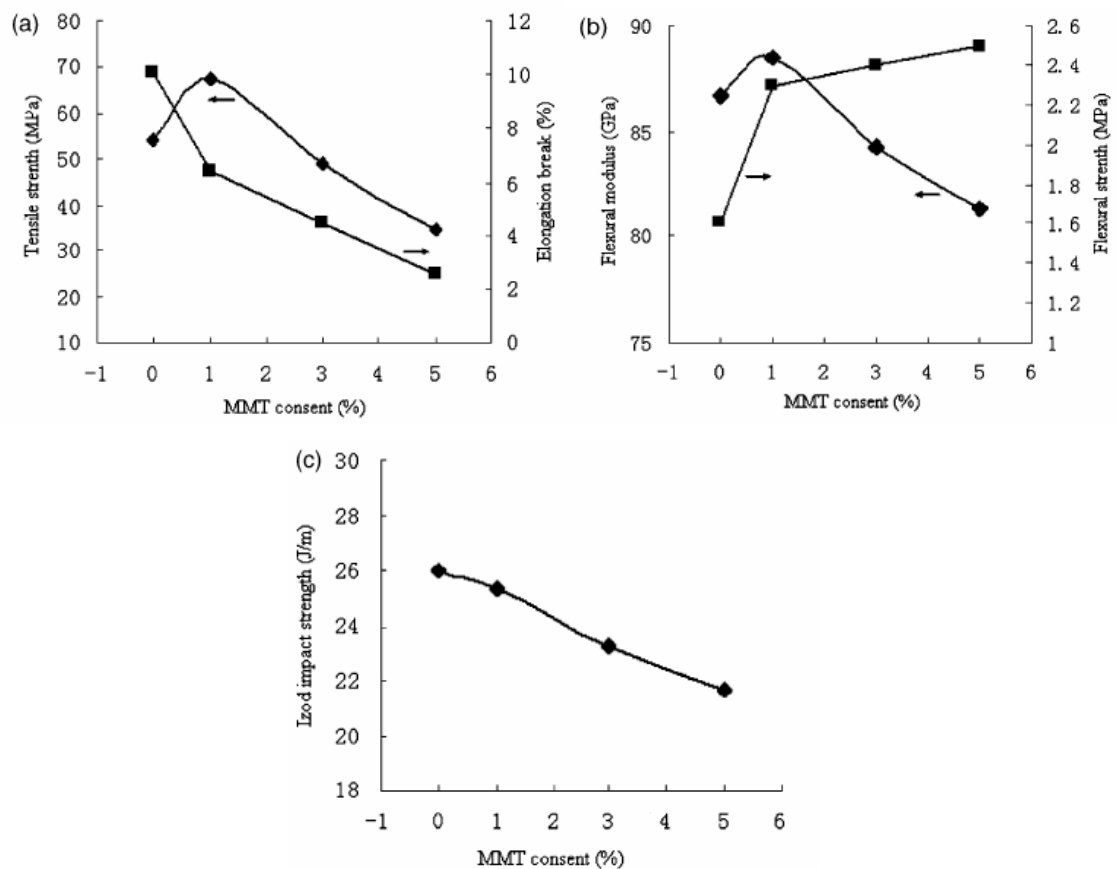 (a)
Tensile strenth (MPa)
80
70
60
50
40
30
20
10
12
10
8
6
4
2
0
Elongation break (%)
-1 0 1 2 3 4 5 6
MMT consent (%)
(b)
Flexural modulus (GPa)
90
85
80
75
2.6
2.4
2.2
2
1.8
1.6
1.4
1.2
1
Flexural strenth (MPa)
-1 0 1 2 3 4 5 6
MMT consent (%)
(c)
Izod impact strength (J/m)
30
28
26
24
22
20
18
-1 0 1 2 3 4 5 6
MMT consent (%)